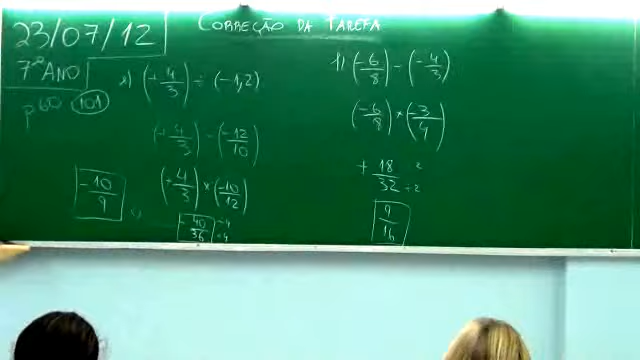 23/07/12
CORREÇÃO DA TAREFA
7º ANO
p 60 101
(+4/3) ÷ (-1,2)
(+4/3) ÷ (-12/10)
(+4/3) × (-10/12)
-40/36 ÷4 ÷4
-10/9
f) (-6/8) ÷ (-4/3)
(-6/8) × (-3/4)
+ 18/32 ÷2
9/16